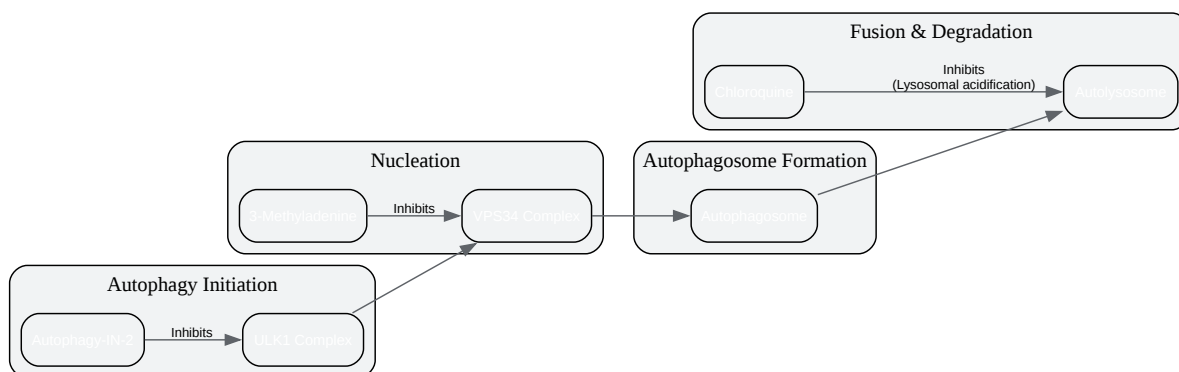 Fusion & Degradation
Chloroquine
Inhibits
(Lysosomal acidification)
Autolysosome
Nucleation
3-Methyladenine
Inhibits
VPS34 Complex
Autophagosome Formation
Autophagosome
Autophagy Initiation
Autophagy-IN-2
Inhibits
ULK1 Complex